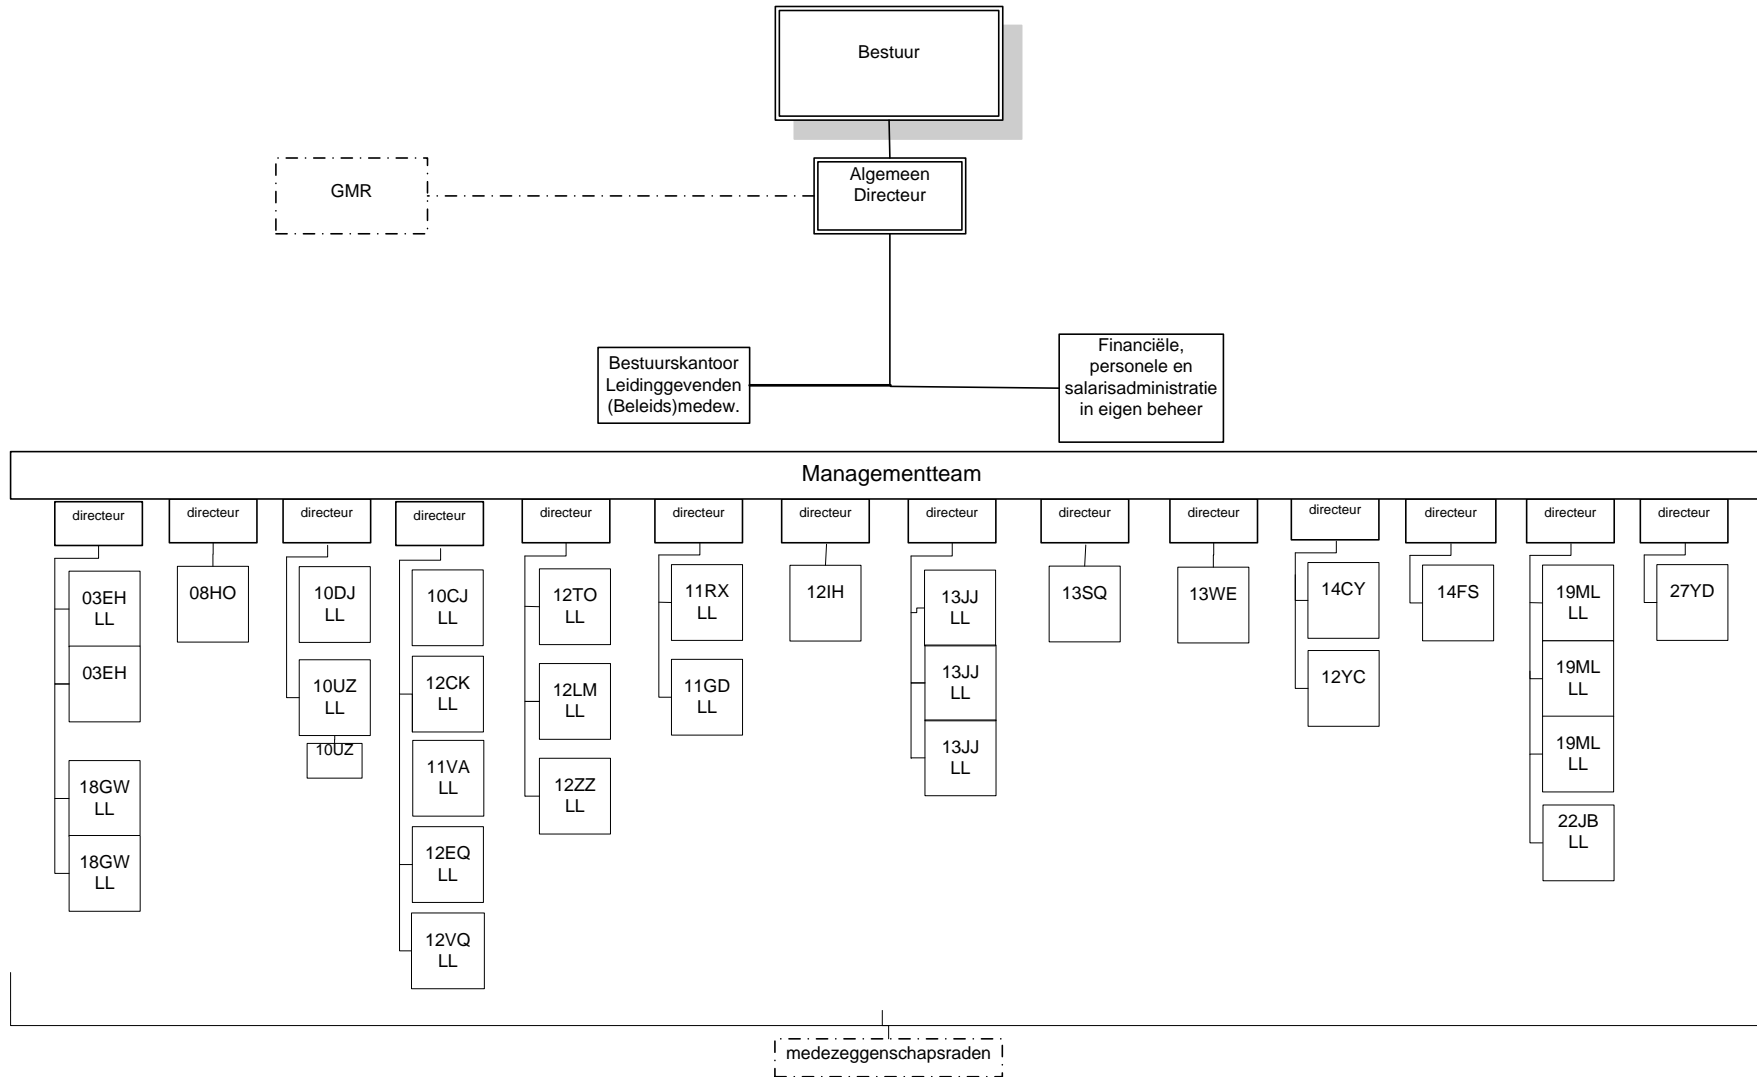 Bestuur
Algemeen
Directeur
GMR
Bestuurskantoor
Leidinggevenden
(Beleids)medew.
Financiële,
personele en
salarisadministratie
in eigen beheer
Managementteam
directeur
directeur
directeur
directeur
directeur
directeur
directeur
directeur
directeur
directeur
directeur
directeur
directeur
directeur
03EH
LL
03EH
18GW
LL
18GW
LL
08HO
10DJ
LL
10UZ
LL
10UZ
10CJ
LL
12CK
LL
11VA
LL
12EQ
LL
12VQ
LL
12TO
LL
12LM
LL
12ZZ
LL
11RX
LL
11GD
LL
12IH
13JJ
LL
13JJ
LL
13JJ
LL
13SQ
13WE
14CY
12YC
14FS
19ML
LL
19ML
LL
19ML
LL
22JB
LL
27YD
medezeggenschapsraden